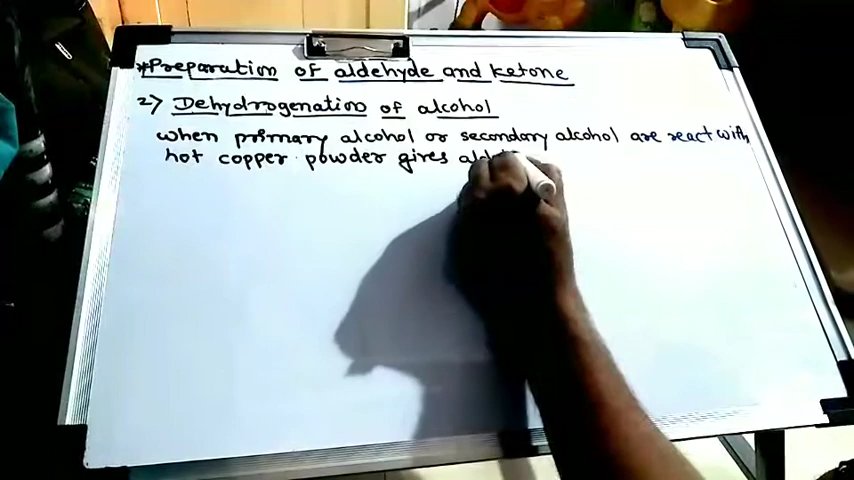 *Preparation of aldehyde and ketone
2> Dehydrogenation of alcohol
when primary alcohol or secondary alcohol are react with
hot copper powder gives